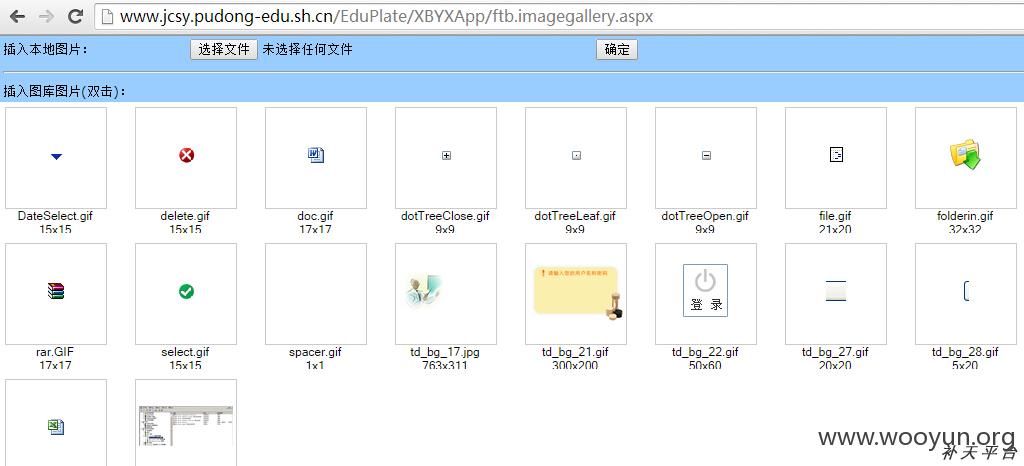 www.jcsy.pudong-edu.sh.cn/EduPlate/XBYXApp/ftb.imagegallery.aspx
插入本地图片： 选择文件 未选择任何文件 确定
插入图库图片(双击)：
DateSelect.gif delete.gif doc.gif dotTreeClose.gif dotTreeLeaf.gif dotTreeOpen.gif file.gif folderin.gif
15x15 15x15 17x17 9x9 9x9 9x9 21x20 32x32
请输入您的用户名和密码
登 录
rar.GIF select.gif spacer.gif td_bg_17.jpg td_bg_21.gif td_bg_22.gif td_bg_27.gif td_bg_28.gif
17x17 15x15 1x1 763x311 300x200 50x60 20x20 5x20
www.wooyun.org
补天平台